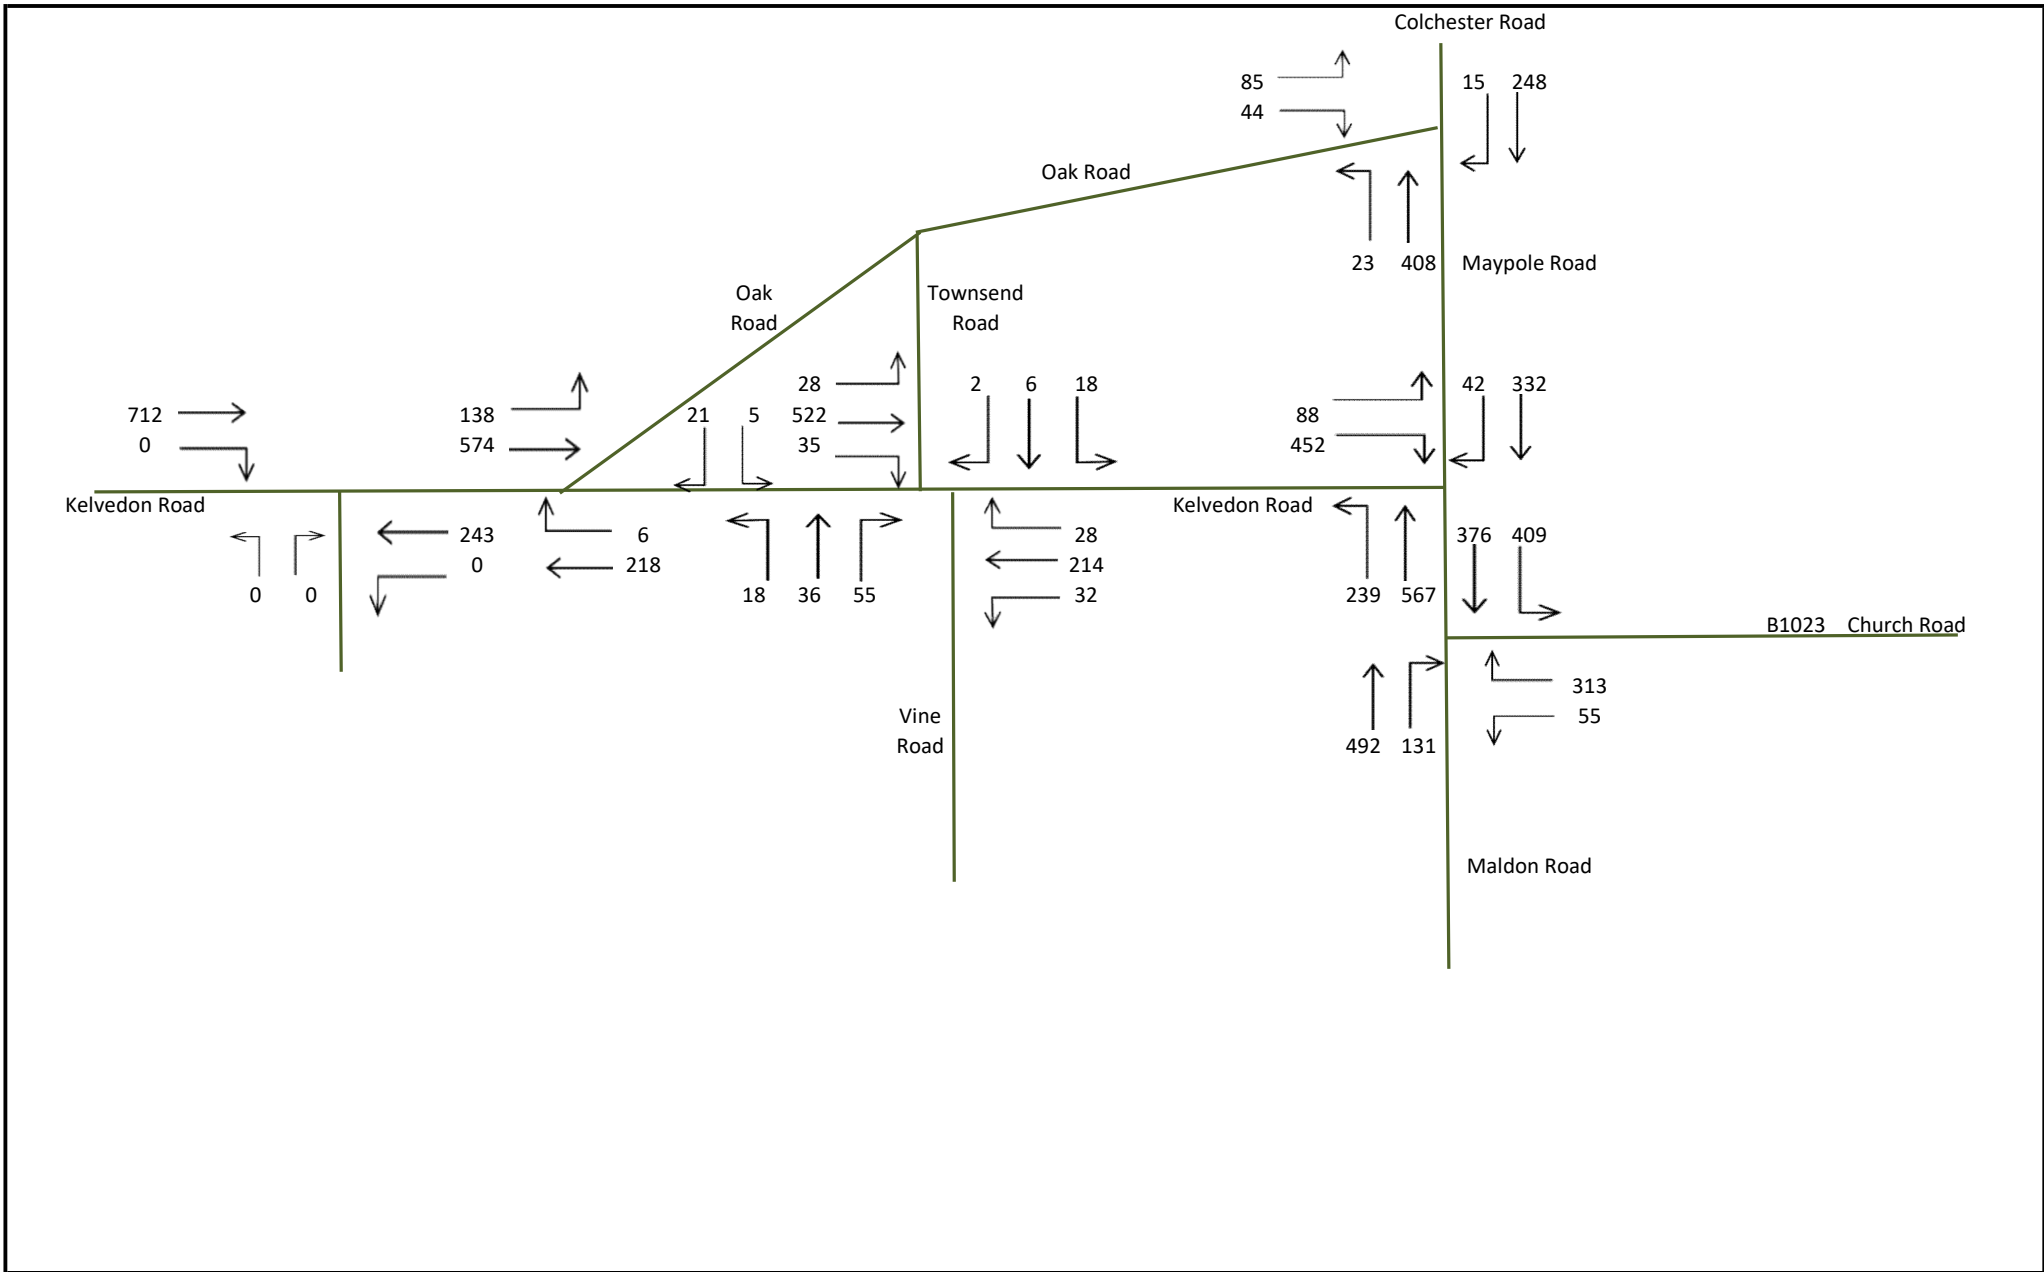 Colchester Road
85 15 248
44
Oak Road
23 408 Maypole Road
Oak
Road
Townsend
Road
28 2 6 18 42 332
712 138 21 5 522 88
0 574 35 452
Kelvedon Road Kelvedon Road
243 6 28 376 409
0 218 214
0 0 18 36 55 32 239 567
B1023 Church Road
313
Vine
Road
55
492 131
Maldon Road